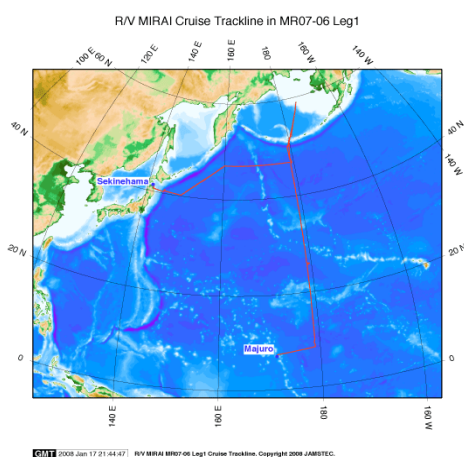 R/V MIRAI Cruise Trackline in MR07-06 Leg1
100 E
60 N
120 E
140 E
160 E
180
160 W
140 W
40 N
40 N
140 W
Sekinehama
20 N
20 N
Majuro
0
0
140 E
160 E
180
160 W
GMT 2008 Jan 17 21:44:47 R/V MIRAI MR07-06 Leg1 Cruise Trackline. Copyright 2008 JAMSTEC.